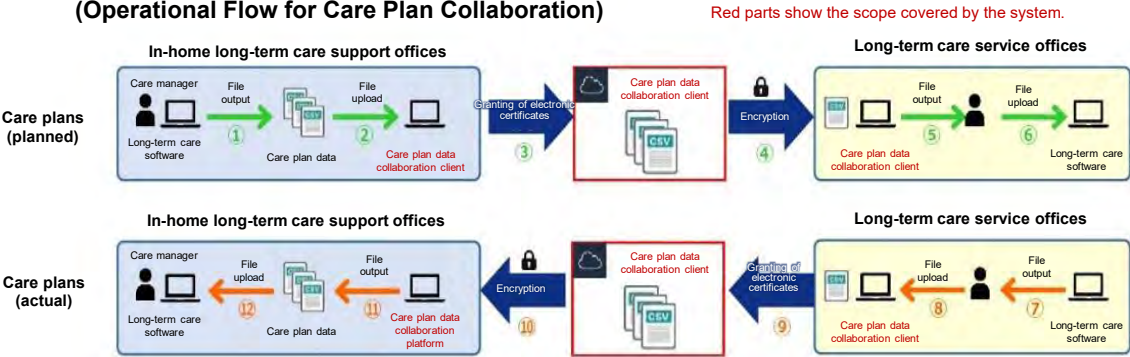 (Operational Flow for Care Plan Collaboration)
Red parts show the scope covered by the system.
In-home long-term care support offices
Long-term care service offices
Care plans
(planned)
Care manager
Long-term care
software
File
output
①
CSV
Care plan data
File
upload
②
Care plan data
collaboration client
Granting of electronic
certificates
③
Care plan data
collaboration client
CSV
Encryption
④
CSV
Care plan data
collaboration client
File
output
⑤
File
upload
⑥
Long-term care
software
In-home long-term care support offices
Long-term care service offices
Care plans
(actual)
Care manager
Long-term care
software
File
upload
⑫
CSV
Care plan data
File
output
⑪
Care plan data
collaboration
platform
Encryption
⑩
Care plan data
collaboration client
CSV
Granting of
electronic
certificates
⑨
CSV
Care plan data
collaboration client
File
upload
⑧
File
output
⑦
Long-term care
software